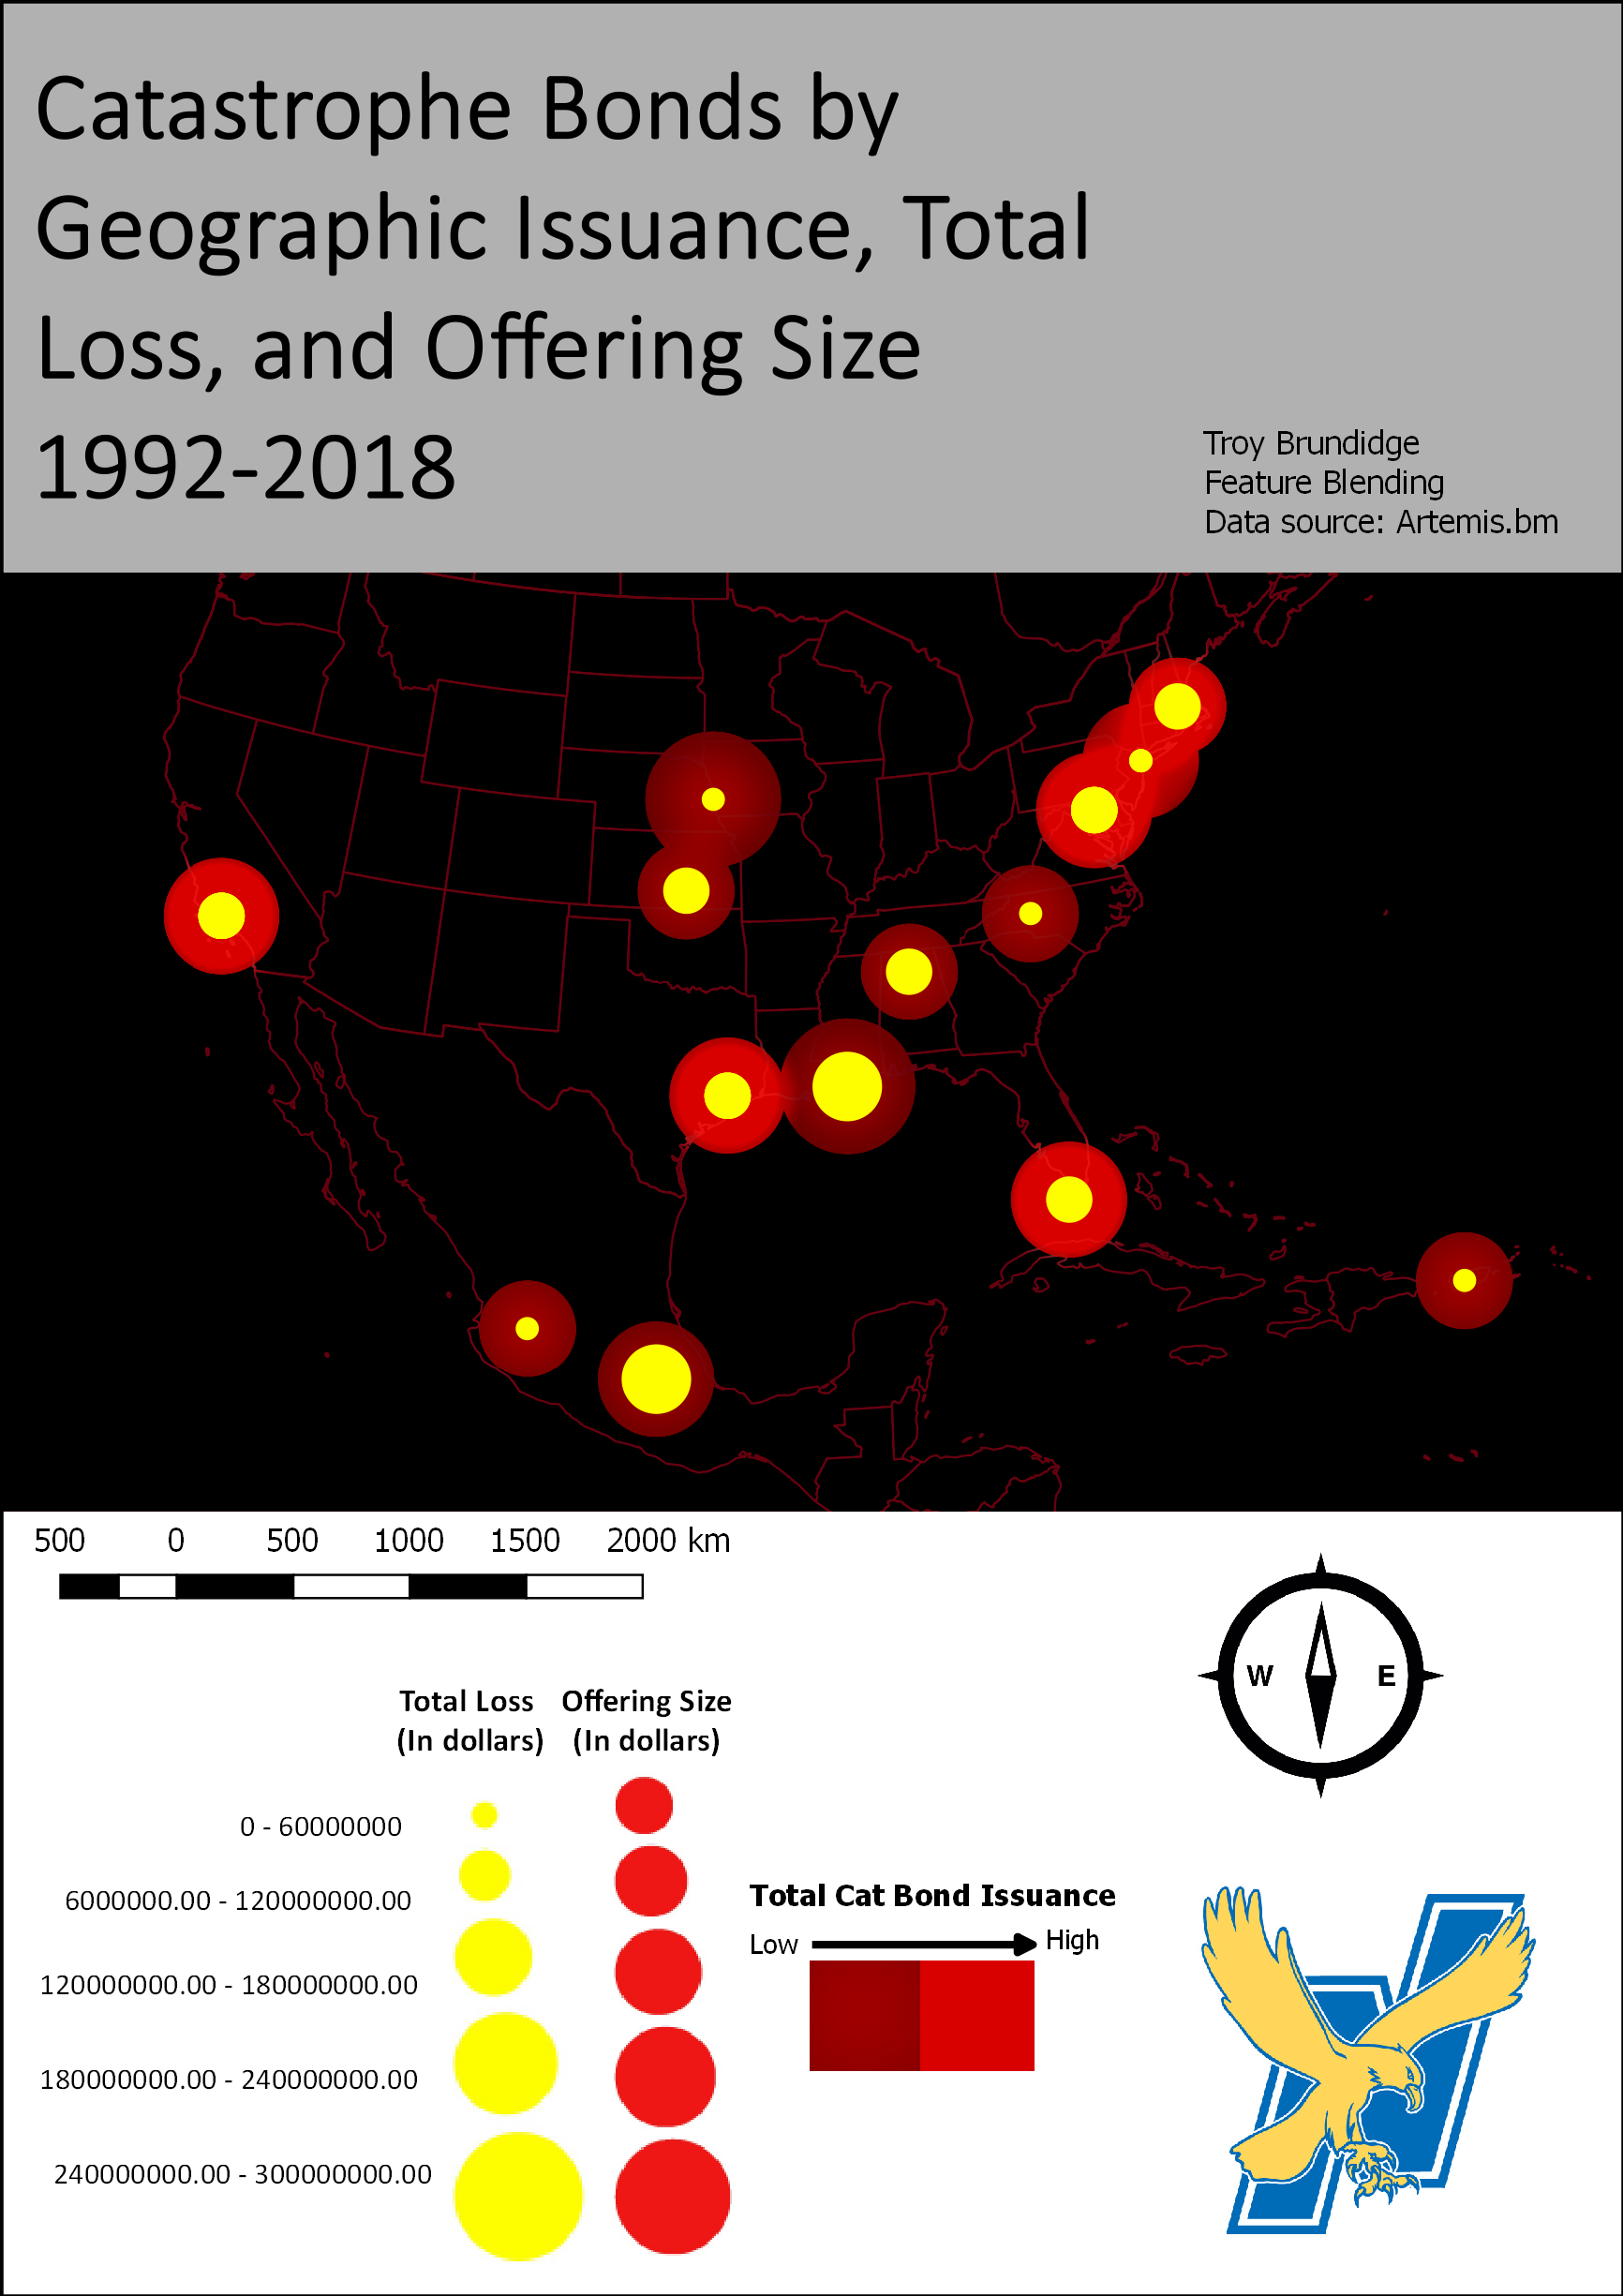 Catastrophe Bonds by
Geographic Issuance, Total
Loss, and Offering Size
1992-2018
Troy Brundidge
Feature Blending
Data source: Artemis.bm
500 0 500 1000 1500 2000 km
W E
Total Loss Offering Size
(In dollars) (In dollars)
0 - 60000000
6000000.00 - 120000000.00
120000000.00 - 180000000.00
180000000.00 - 240000000.00
240000000.00 - 300000000.00
Total Cat Bond Issuance
Low High